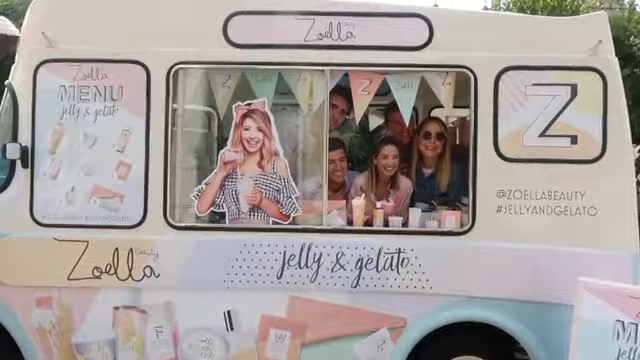 Zoella
Zoella
MENU
jelly & gelato
Z
Z
Z
@ZOELLABEAUTY
#JELLYANDGELATO
Zoella beauty
jelly & gelato
F
W
Z
M